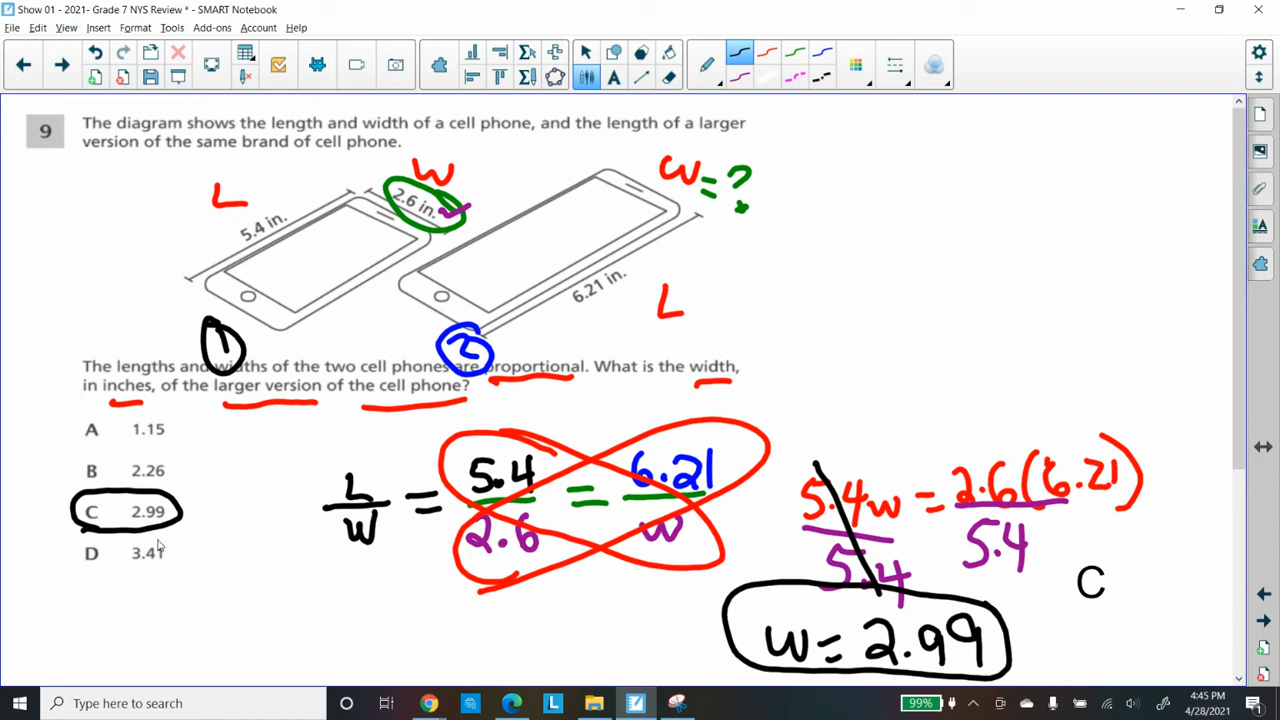 Show 01 - 2021- Grade 7 NYS Review * - SMART Notebook
File Edit View Insert Format Tools Add-ons Account Help
9
The diagram shows the length and width of a cell phone, and the length of a larger
version of the same brand of cell phone.
L
W
W = ?
5.4 in.
2.6 in.
6.21 in.
L
1
2
The lengths and widths of the two cell phones are proportional. What is the width,
in inches, of the larger version of the cell phone?
A 1.15
B 2.26
C 2.99
D 3.41
L/W = 5.4/2.6 = 6.21/W
5.4w/5.4 = 2.6(6.21)/5.4
C
W = 2.99
Type here to search
99%
4:45 PM
4/28/2021